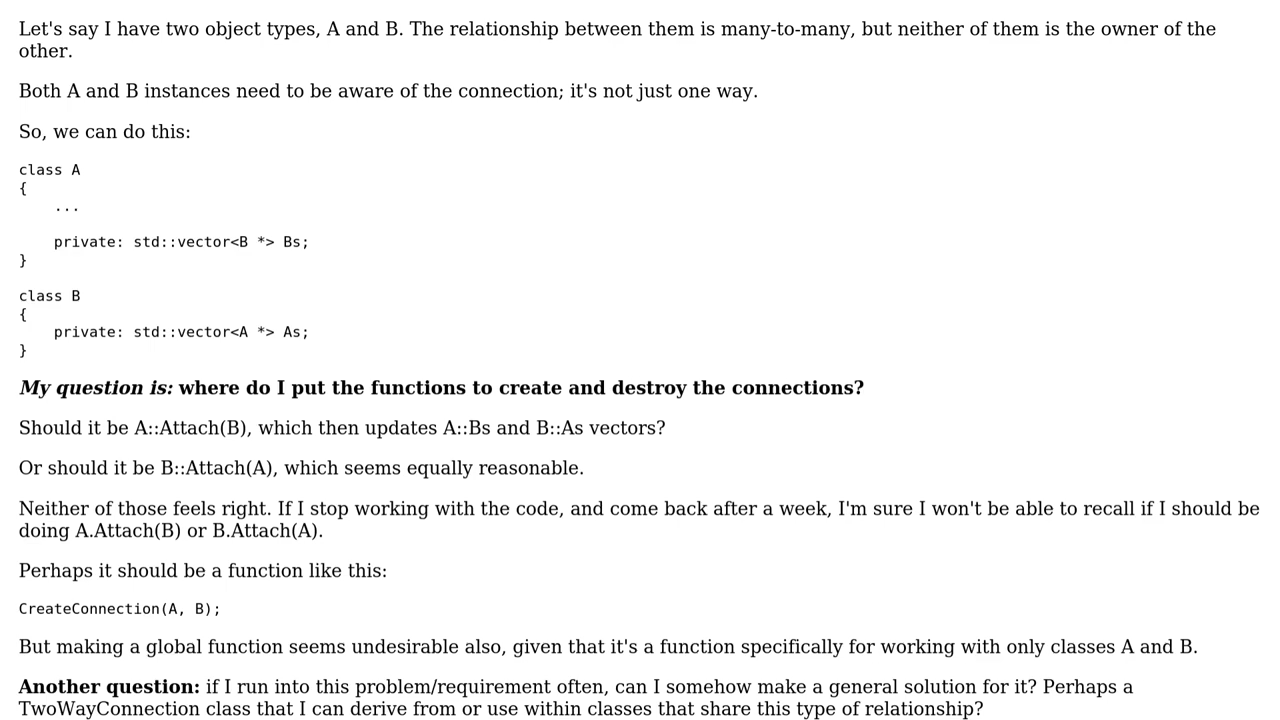 Let's say I have two object types, A and B. The relationship between them is many-to-many, but neither of them is the owner of the
other.
Both A and B instances need to be aware of the connection; it's not just one way.
So, we can do this:
class A
{
    ...
    private: std::vector<B *> Bs;
}
class B
{
    private: std::vector<A *> As;
}
My question is: where do I put the functions to create and destroy the connections?
Should it be A::Attach(B), which then updates A::Bs and B::As vectors?
Or should it be B::Attach(A), which seems equally reasonable.
Neither of those feels right. If I stop working with the code, and come back after a week, I'm sure I won't be able to recall if I should be
doing A.Attach(B) or B.Attach(A).
Perhaps it should be a function like this:
CreateConnection(A, B);
But making a global function seems undesirable also, given that it's a function specifically for working with only classes A and B.
Another question: if I run into this problem/requirement often, can I somehow make a general solution for it? Perhaps a
TwoWayConnection class that I can derive from or use within classes that share this type of relationship?